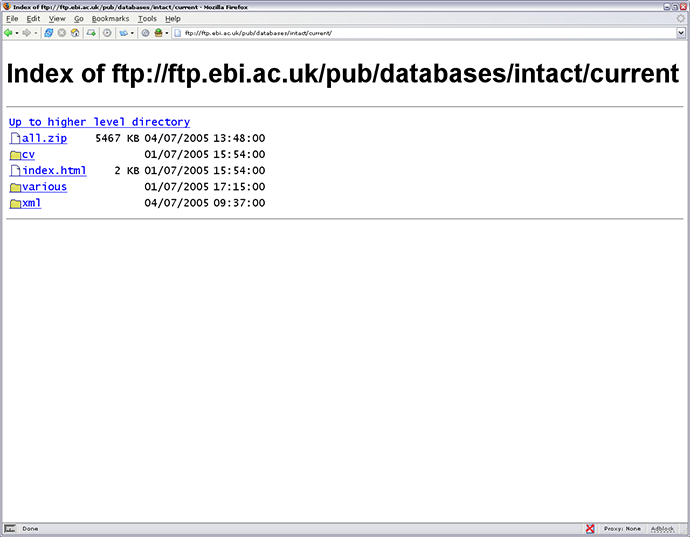 Index of ftp://ftp.ebi.ac.uk/pub/databases/intact/current - Mozilla Firefox
File Edit View Go Bookmarks Tools Help
ftp://ftp.ebi.ac.uk/pub/databases/intact/current/
Index of ftp://ftp.ebi.ac.uk/pub/databases/intact/current
Up to higher level directory
all.zip 5467 KB 04/07/2005 13:48:00
cv 01/07/2005 15:54:00
index.html 2 KB 01/07/2005 15:54:00
various 01/07/2005 17:15:00
xml 04/07/2005 09:37:00
Done Proxy: None Adblock